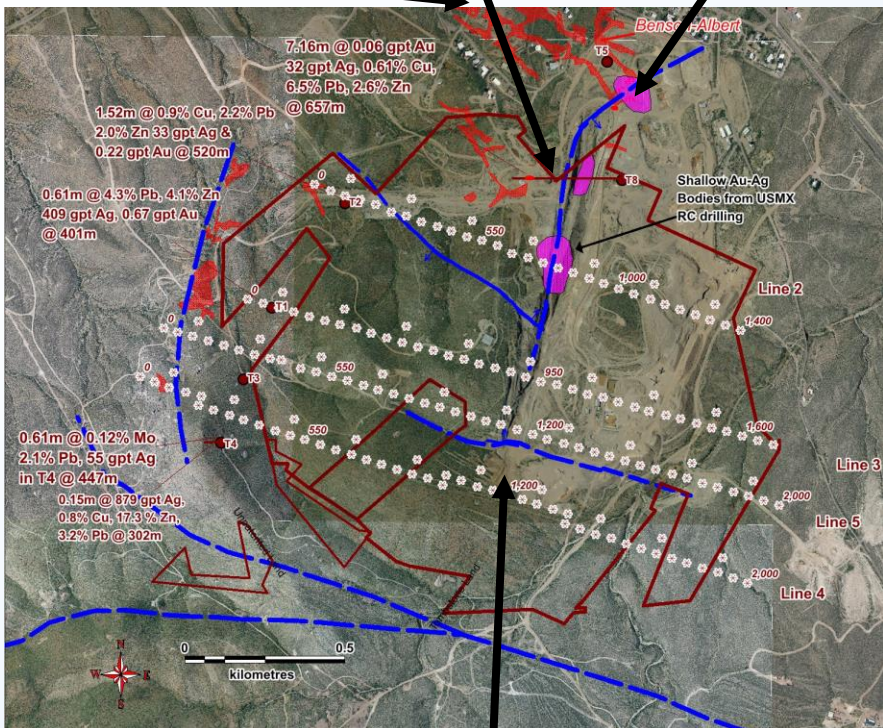 Benson-Albert
T5
7.16m @ 0.06 gpt Au
32 gpt Ag, 0.61% Cu,
6.5% Pb, 2.6% Zn
@ 657m
1.52m @ 0.9% Cu, 2.2% Pb
2.0% Zn 33 gpt Ag &
0.22 gpt Au @ 520m
0.61m @ 4.3% Pb, 4.1% Zn
409 gpt Ag, 0.67 gpt Au
@ 401m
0
T2
T8
Shallow Au-Ag
Bodies from USMX
RC drilling
550
1,000
Line 2
1,400
0
T1
0
T3
550
950
0
550
1,200
1,600
Line 3
2,000
Line 5
0.61m @ 0.12% Mo,
2.1% Pb, 55 gpt Ag
in T4 @ 447m
T4
0.15m @ 879 gpt Ag,
0.8% Cu, 17.3 % Zn,
3.2% Pb @ 302m
1,200
2,000
Line 4
N
W
E
S
0
0.5
kilometres